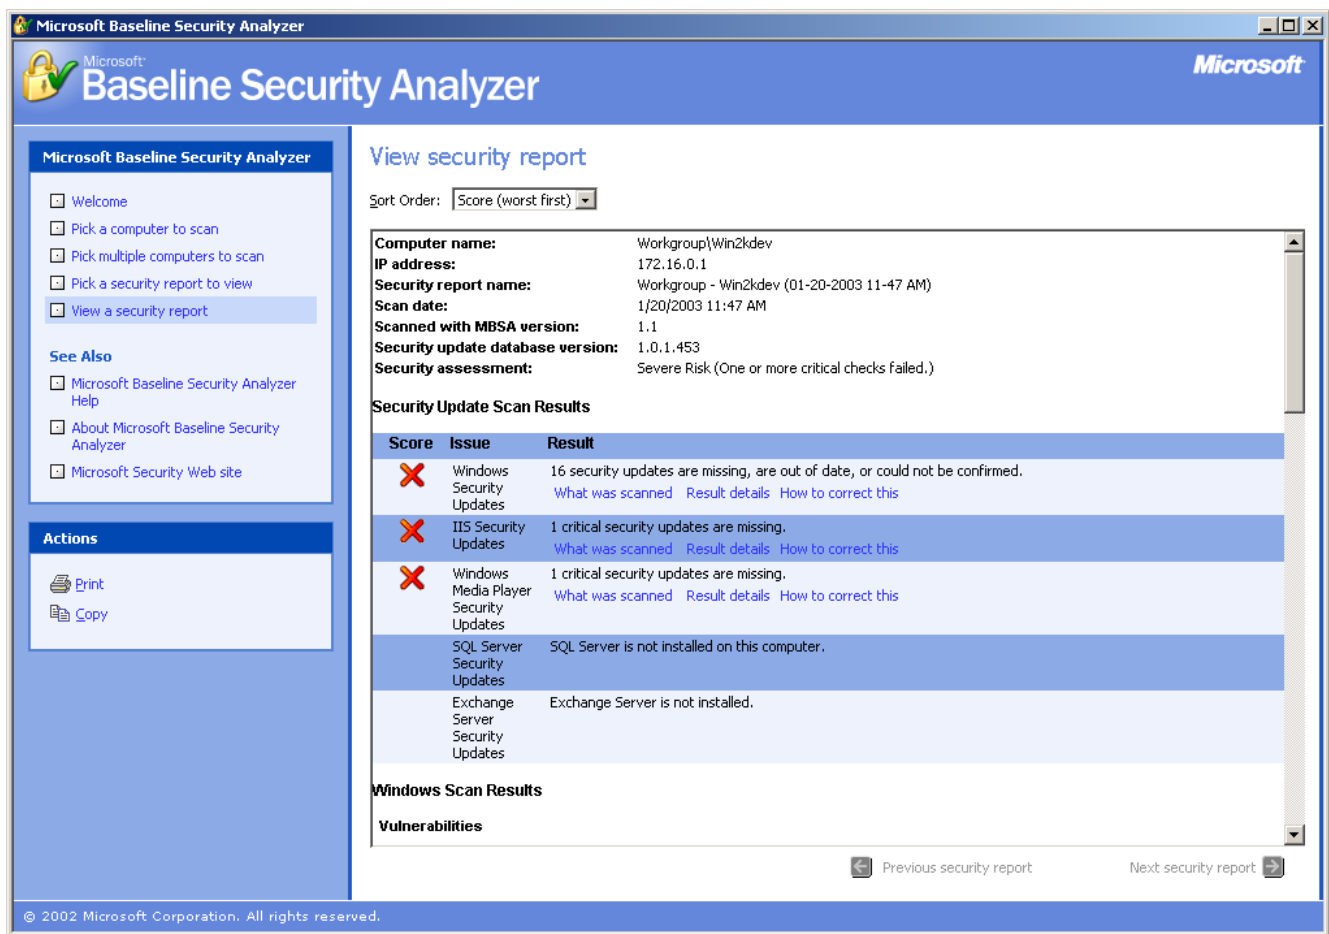 Microsoft Baseline Security Analyzer
Microsoft
Baseline Security Analyzer
Microsoft
Microsoft Baseline Security Analyzer
Welcome
Pick a computer to scan
Pick multiple computers to scan
Pick a security report to view
View a security report
See Also
Microsoft Baseline Security Analyzer
Help
About Microsoft Baseline Security
Analyzer
Microsoft Security Web site
Actions
Print
Copy
View security report
Sort Order: Score (worst first)
Computer name: Workgroup\Win2kdev
IP address: 172.16.0.1
Security report name: Workgroup - Win2kdev (01-20-2003 11-47 AM)
Scan date: 1/20/2003 11:47 AM
Scanned with MBSA version: 1.1
Security update database version: 1.0.1.453
Security assessment: Severe Risk (One or more critical checks failed.)
Security Update Scan Results
Score Issue Result
Windows
Security
Updates
16 security updates are missing, are out of date, or could not be confirmed.
What was scanned Result details How to correct this
IIS Security
Updates
1 critical security updates are missing.
What was scanned Result details How to correct this
Windows
Media Player
Security
Updates
1 critical security updates are missing.
What was scanned Result details How to correct this
SQL Server
Security
Updates
SQL Server is not installed on this computer.
Exchange
Server
Security
Updates
Exchange Server is not installed.
Windows Scan Results
Vulnerabilities
Previous security report Next security report
© 2002 Microsoft Corporation. All rights reserved.